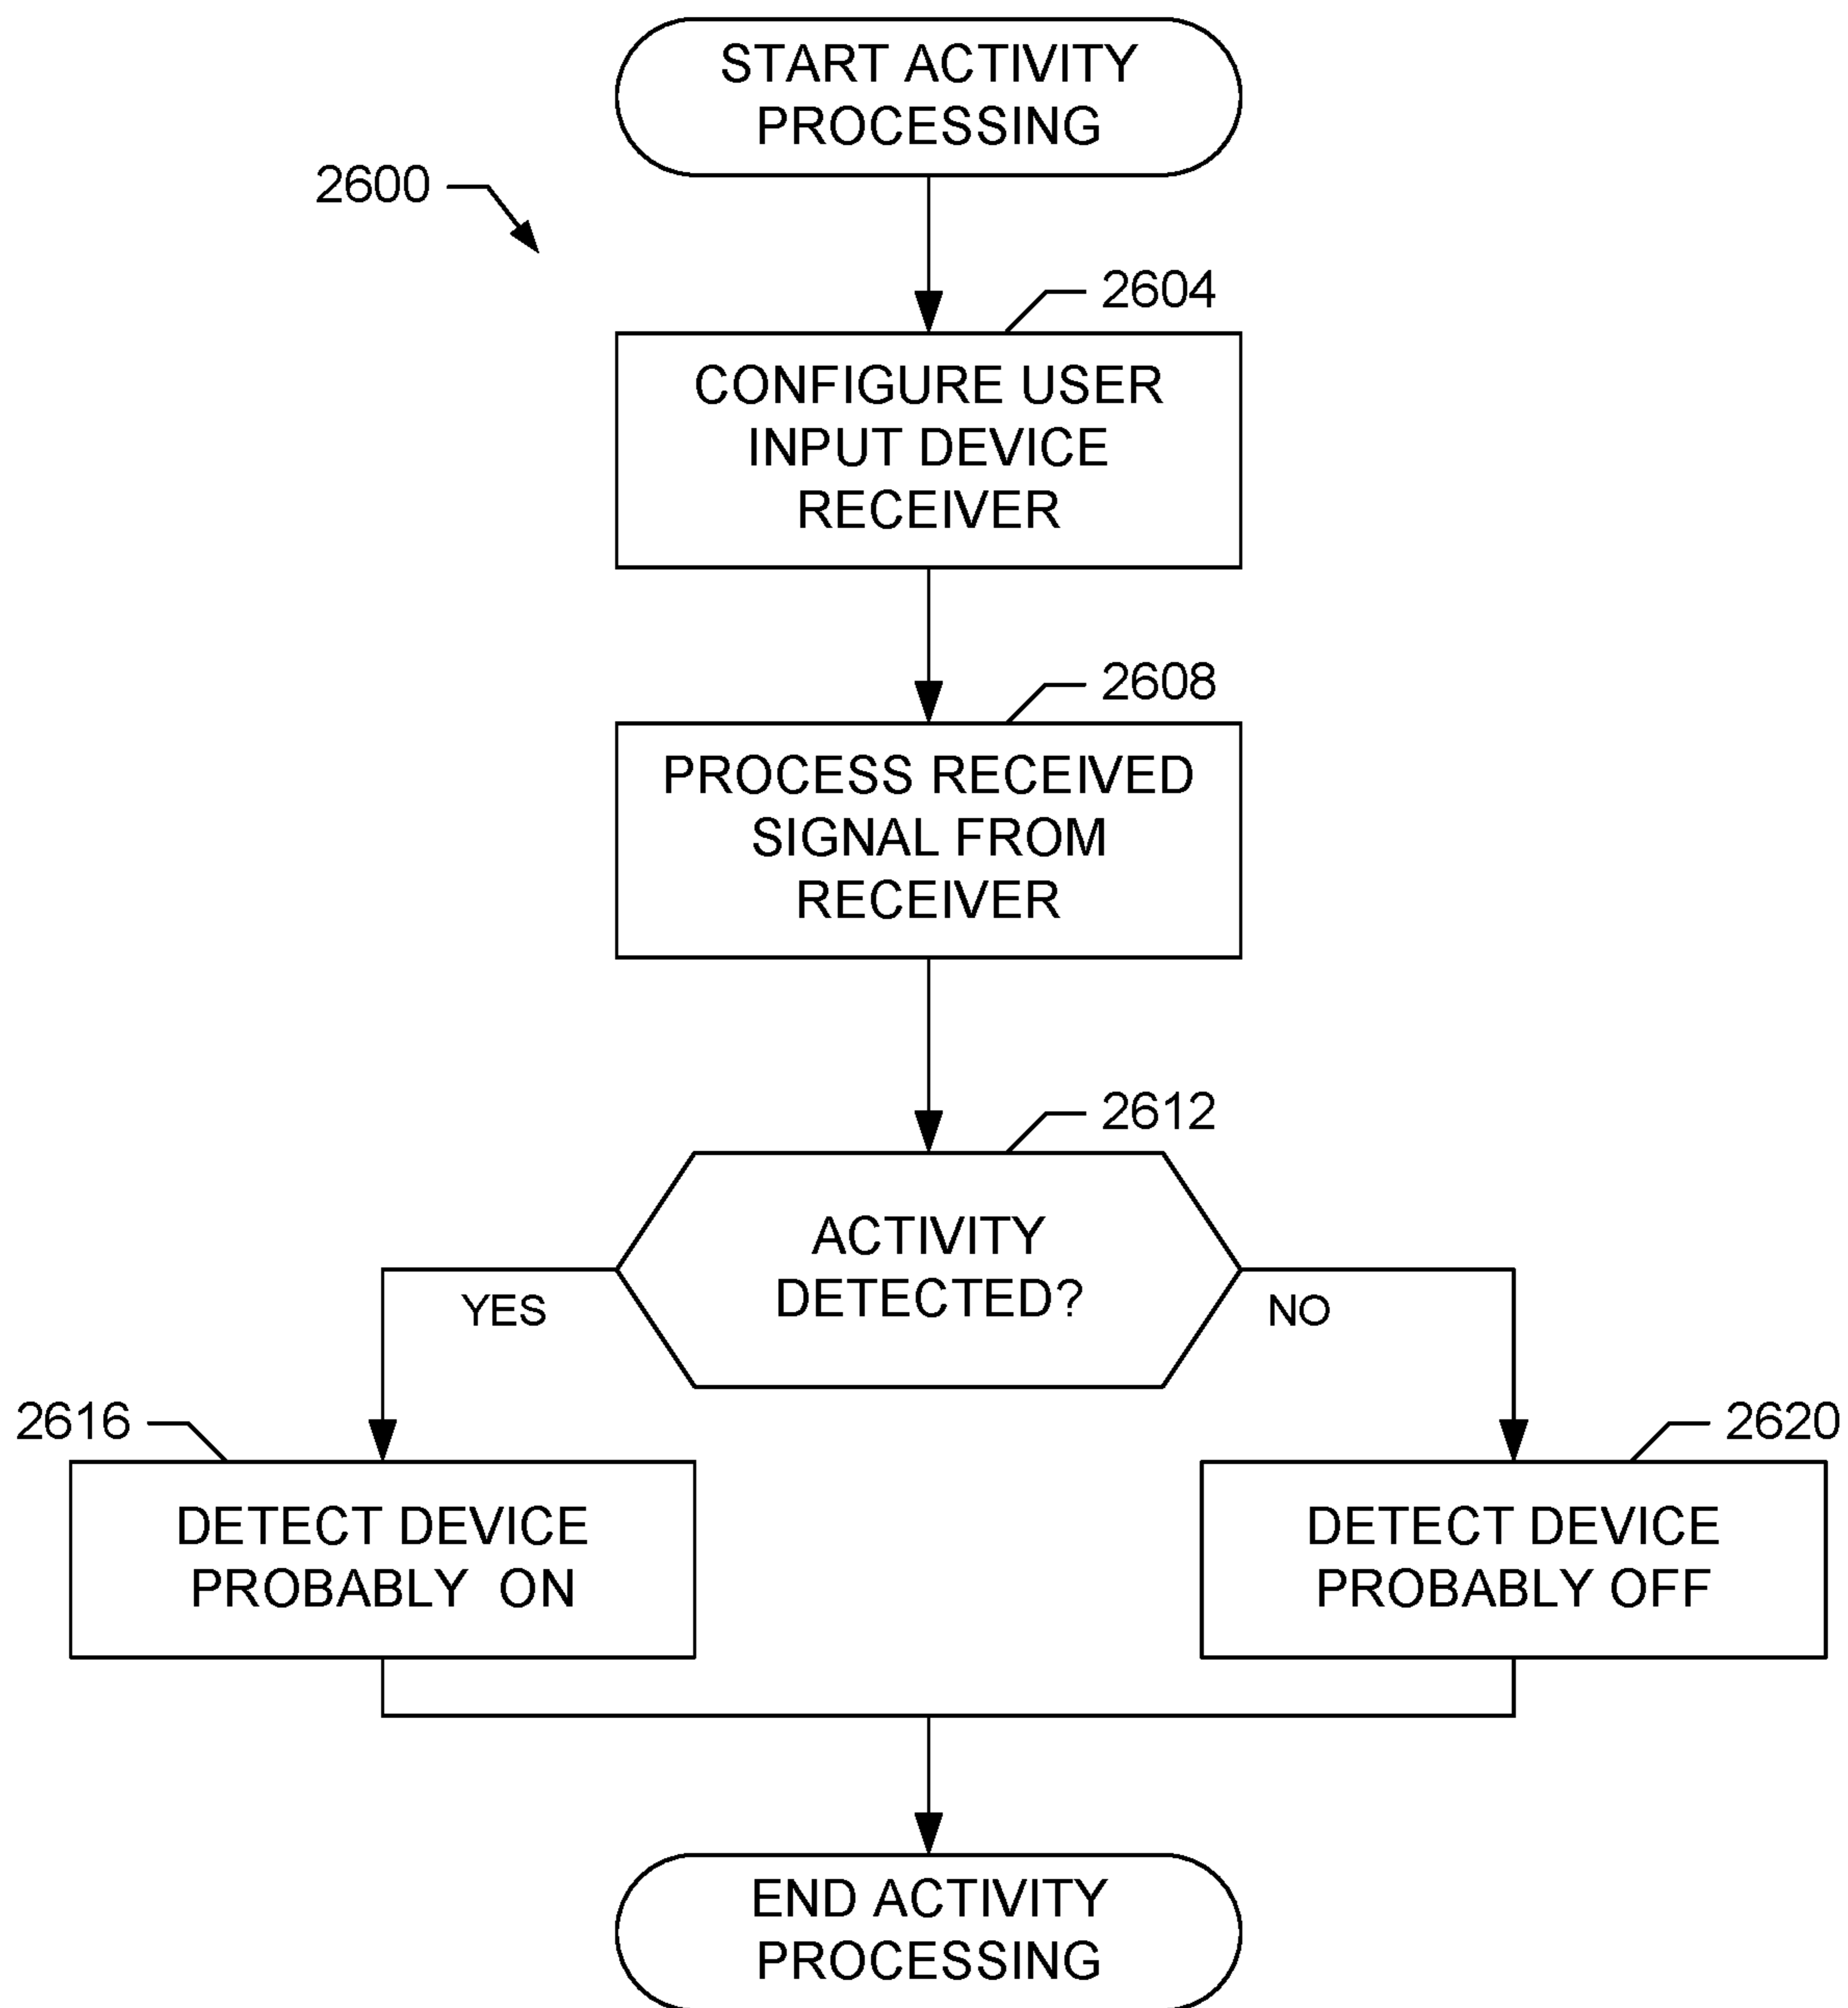 START ACTIVITY
PROCESSING
2600
2604
CONFIGURE USER
INPUT DEVICE
RECEIVER
2608
PROCESS RECEIVED
SIGNAL FROM
RECEIVER
2612
ACTIVITY
DETECTED?
YES
NO
2616
2620
DETECT DEVICE
PROBABLY ON
DETECT DEVICE
PROBABLY OFF
END ACTIVITY
PROCESSING